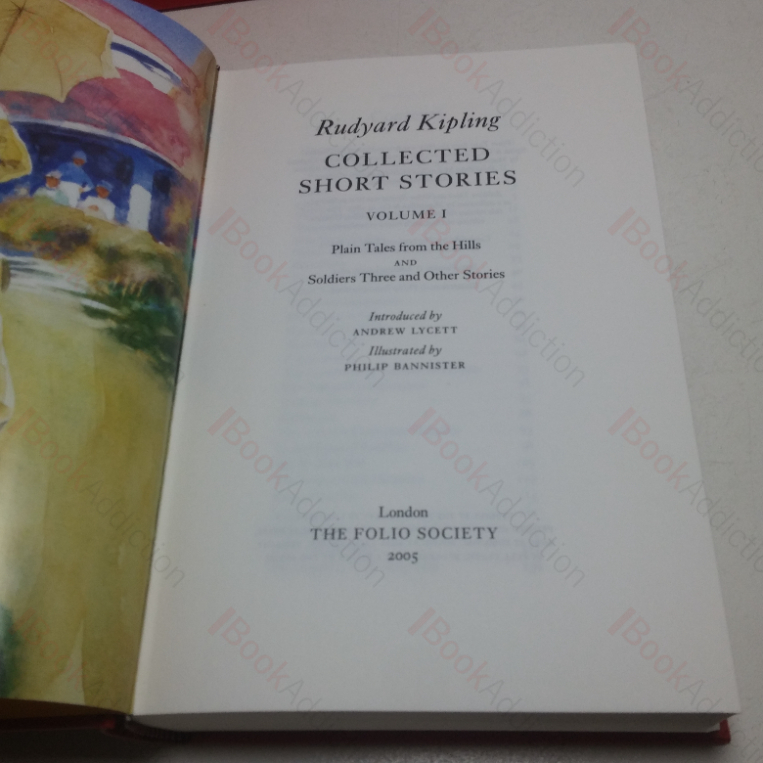 Rudyard Kipling
COLLECTED
SHORT STORIES
VOLUME I
Plain Tales from the Hills
AND
Soldiers Three and Other Stories
Introduced by
ANDREW LYCETT
Illustrated by
PHILIP BANNISTER
London
THE FOLIO SOCIETY
2005
BookAddiction